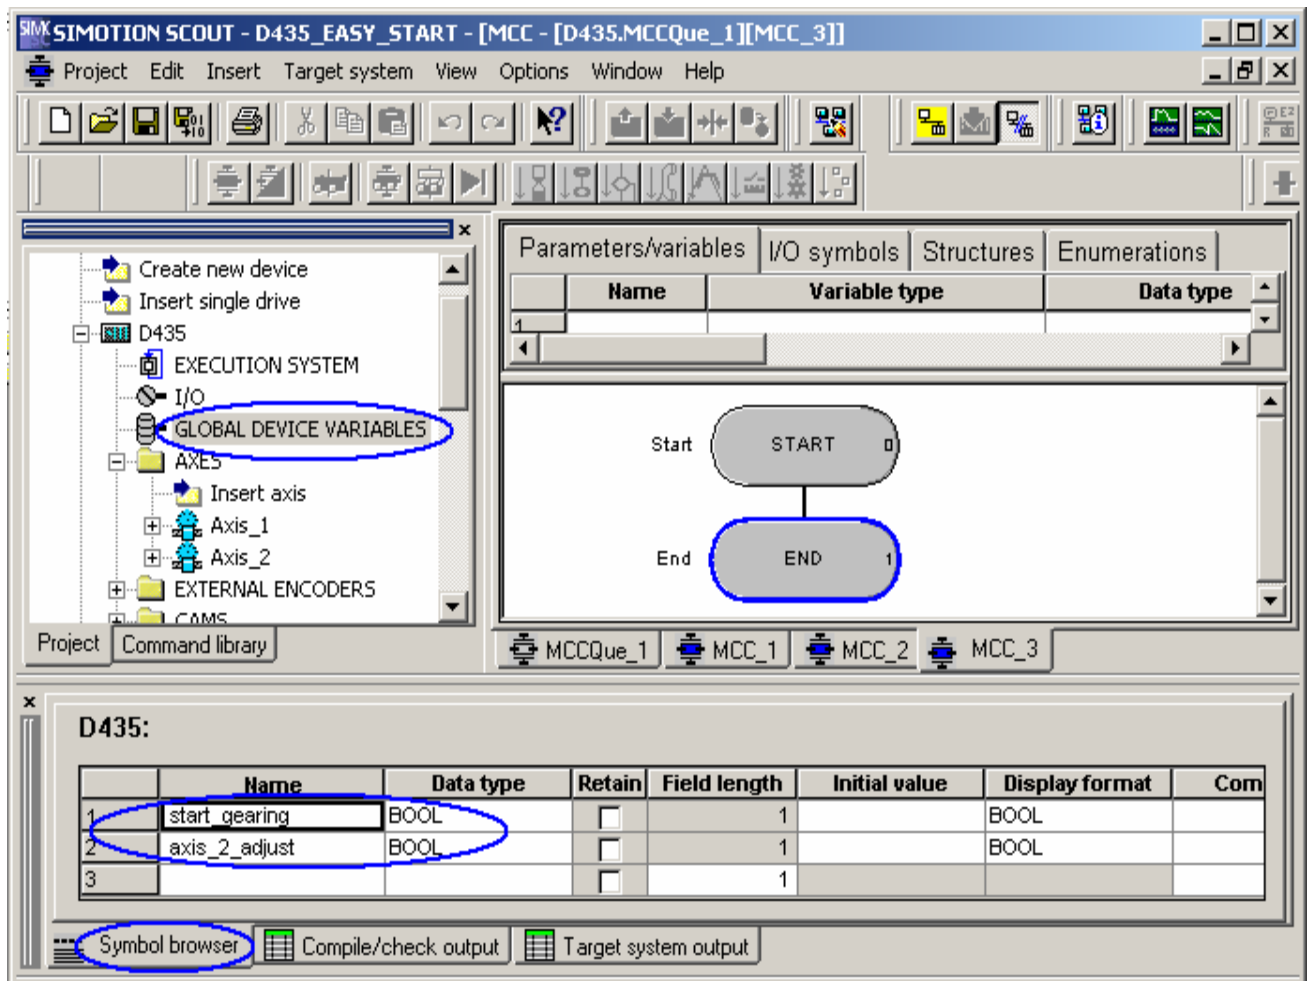 SIMOTION SCOUT - D435_EASY_START - [MCC - [D435.MCCQue_1][MCC_3]]
Project Edit Insert Target system View Options Window Help
Create new device
Insert single drive
D435
EXECUTION SYSTEM
I/O
GLOBAL DEVICE VARIABLES
AXES
Insert axis
Axis_1
Axis_2
EXTERNAL ENCODERS
CAMS
Project Command library
Parameters/variables I/O symbols Structures Enumerations
Name Variable type Data type
1
Start START 0
End END 1
MCCQue_1 MCC_1 MCC_2 MCC_3
D435:
Name Data type Retain Field length Initial value Display format Com
1 start_gearing BOOL 1 BOOL
2 axis_2_adjust BOOL 1 BOOL
3 1
Symbol browser Compile/check output Target system output